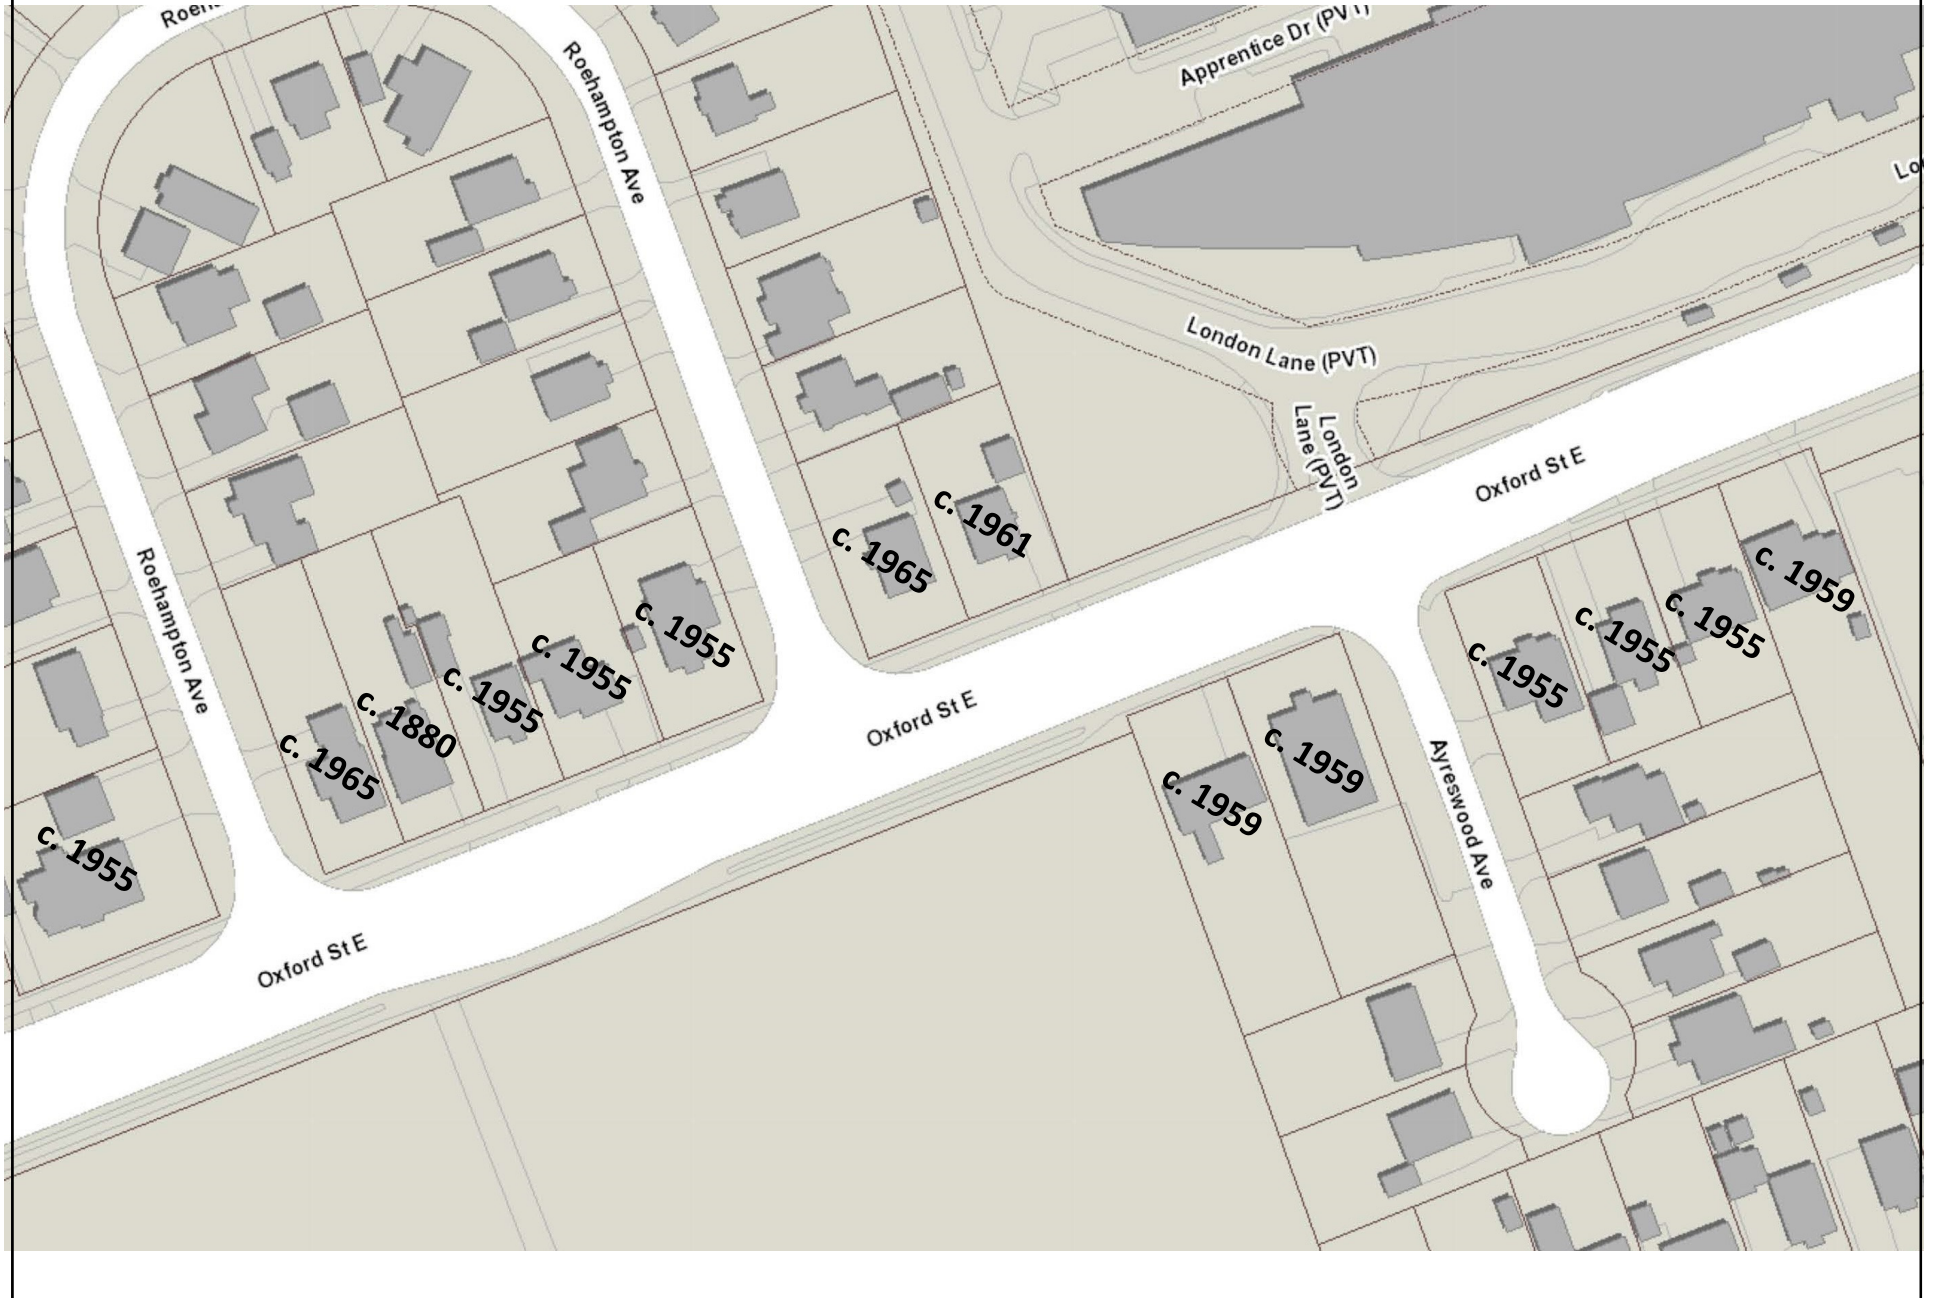 Apprentice Dr (PVT)
Roehampton Ave
London Lane (PVT)
London
Lane (PVT)
Oxford St E
c. 1961
c. 1965
c. 1959
c. 1955
c. 1955
c. 1955
c. 1955
c. 1955
c. 1955
c. 1880
c. 1965
Roehampton Ave
Oxford St E
c. 1959
c. 1959
Ayreswood Ave
c. 1955
Oxford St E